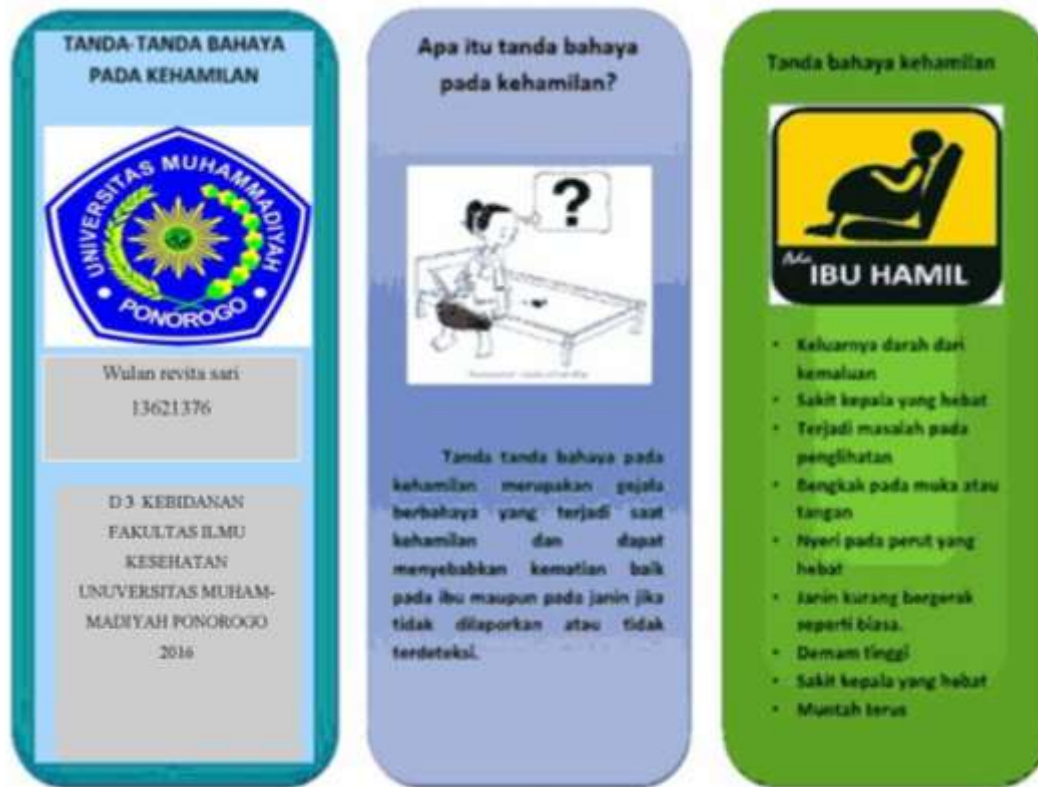 TANDA-TANDA BAHAYA
PADA KEHAMILAN
UNIVERSITAS MUHAMMADIYAH
PONOROGO
Wulan revita sari
13621376
D 3 KEBIDANAN
FAKULTAS ILMU
KESEHATAN
UNUVERSITAS MUHAM-
MADIYAH PONOROGO
2016
Apa itu tanda bahaya
pada kehamilan?
?
Tanda tanda bahaya pada
kehamilan merupakan gejala
berbahaya yang terjadi saat
kehamilan dan dapat
menyebabkan kematian baik
pada ibu maupun pada janin jika
tidak dilaporkan atau tidak
terdeteksi.
Tanda bahaya kehamilan
IBU HAMIL
• Keluarnya darah dari
kemaluan
• Sakit kepala yang hebat
• Terjadi masalah pada
penglihatan
• Bengkak pada muka atau
tangan
• Nyeri pada perut yang
hebat
• Janin kurang bergerak
seperti biasa.
• Demam tinggi
• Sakit kepala yang hebat
• Muntah terus